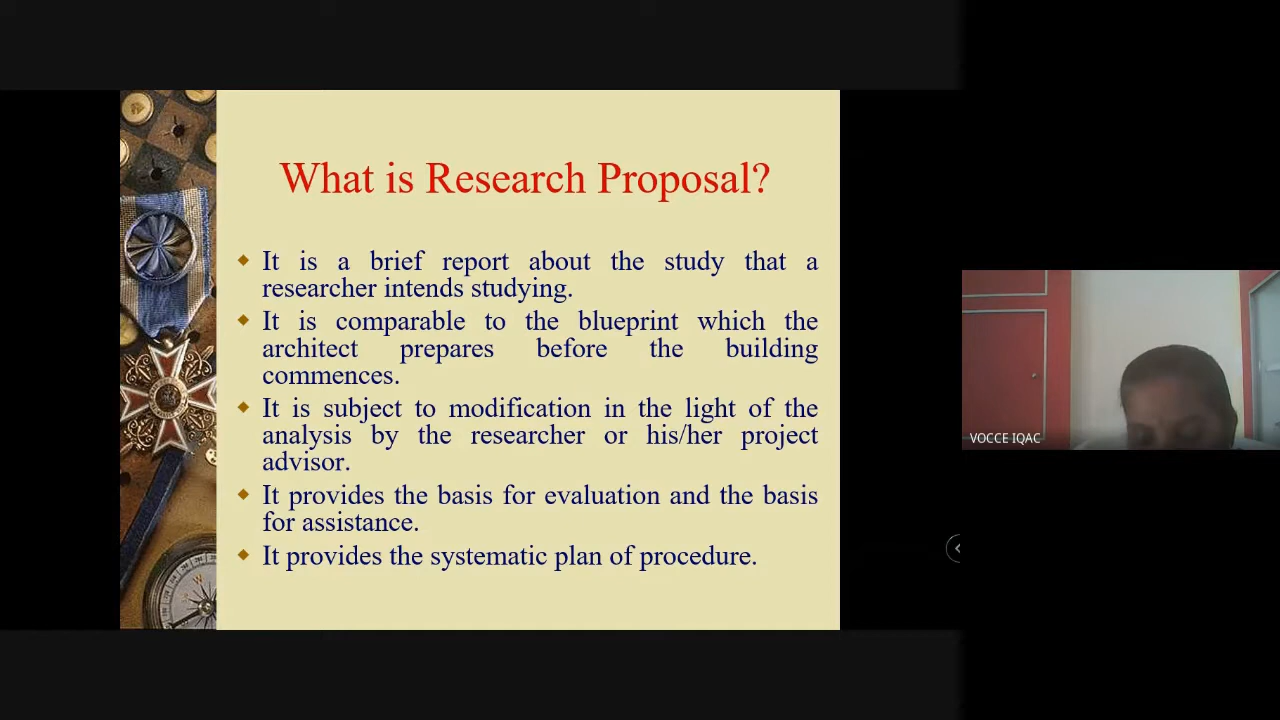 What is Research Proposal?
It is a brief report about the study that a
researcher intends studying.
It is comparable to the blueprint which the
architect prepares before the building
commences.
It is subject to modification in the light of the
analysis by the researcher or his/her project
advisor.
It provides the basis for evaluation and the basis
for assistance.
It provides the systematic plan of procedure.
VOCCE IQAC